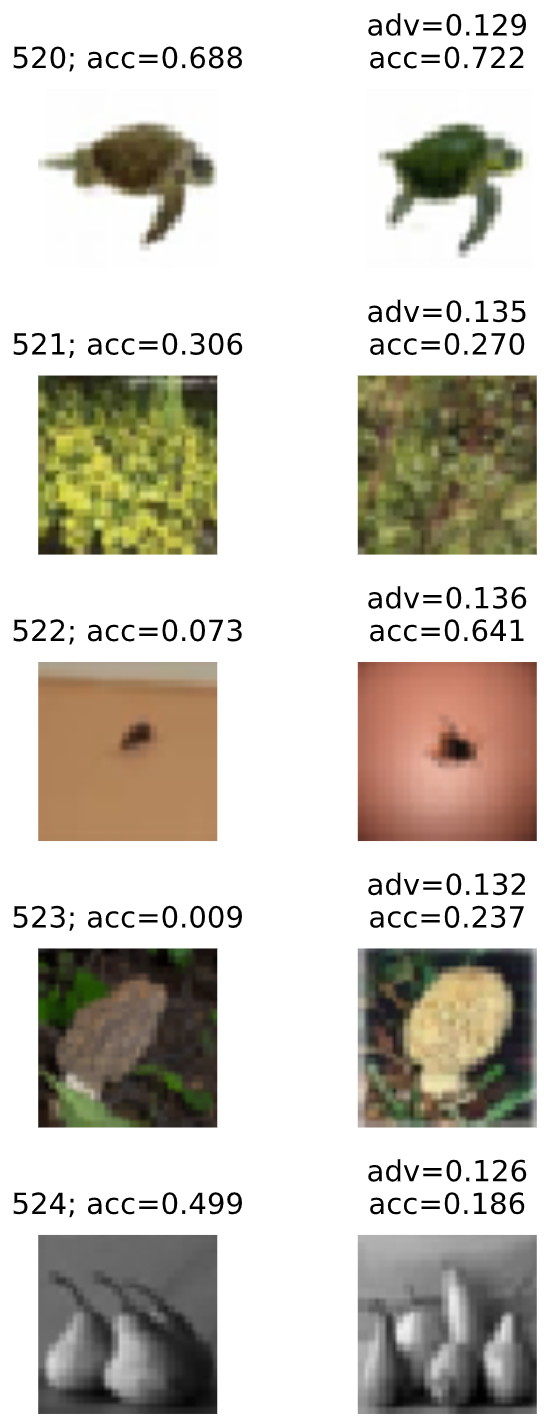 adv=0.129
520; acc=0.688 acc=0.722
adv=0.135
521; acc=0.306 acc=0.270
adv=0.136
522; acc=0.073 acc=0.641
adv=0.132
523; acc=0.009 acc=0.237
adv=0.126
524; acc=0.499 acc=0.186